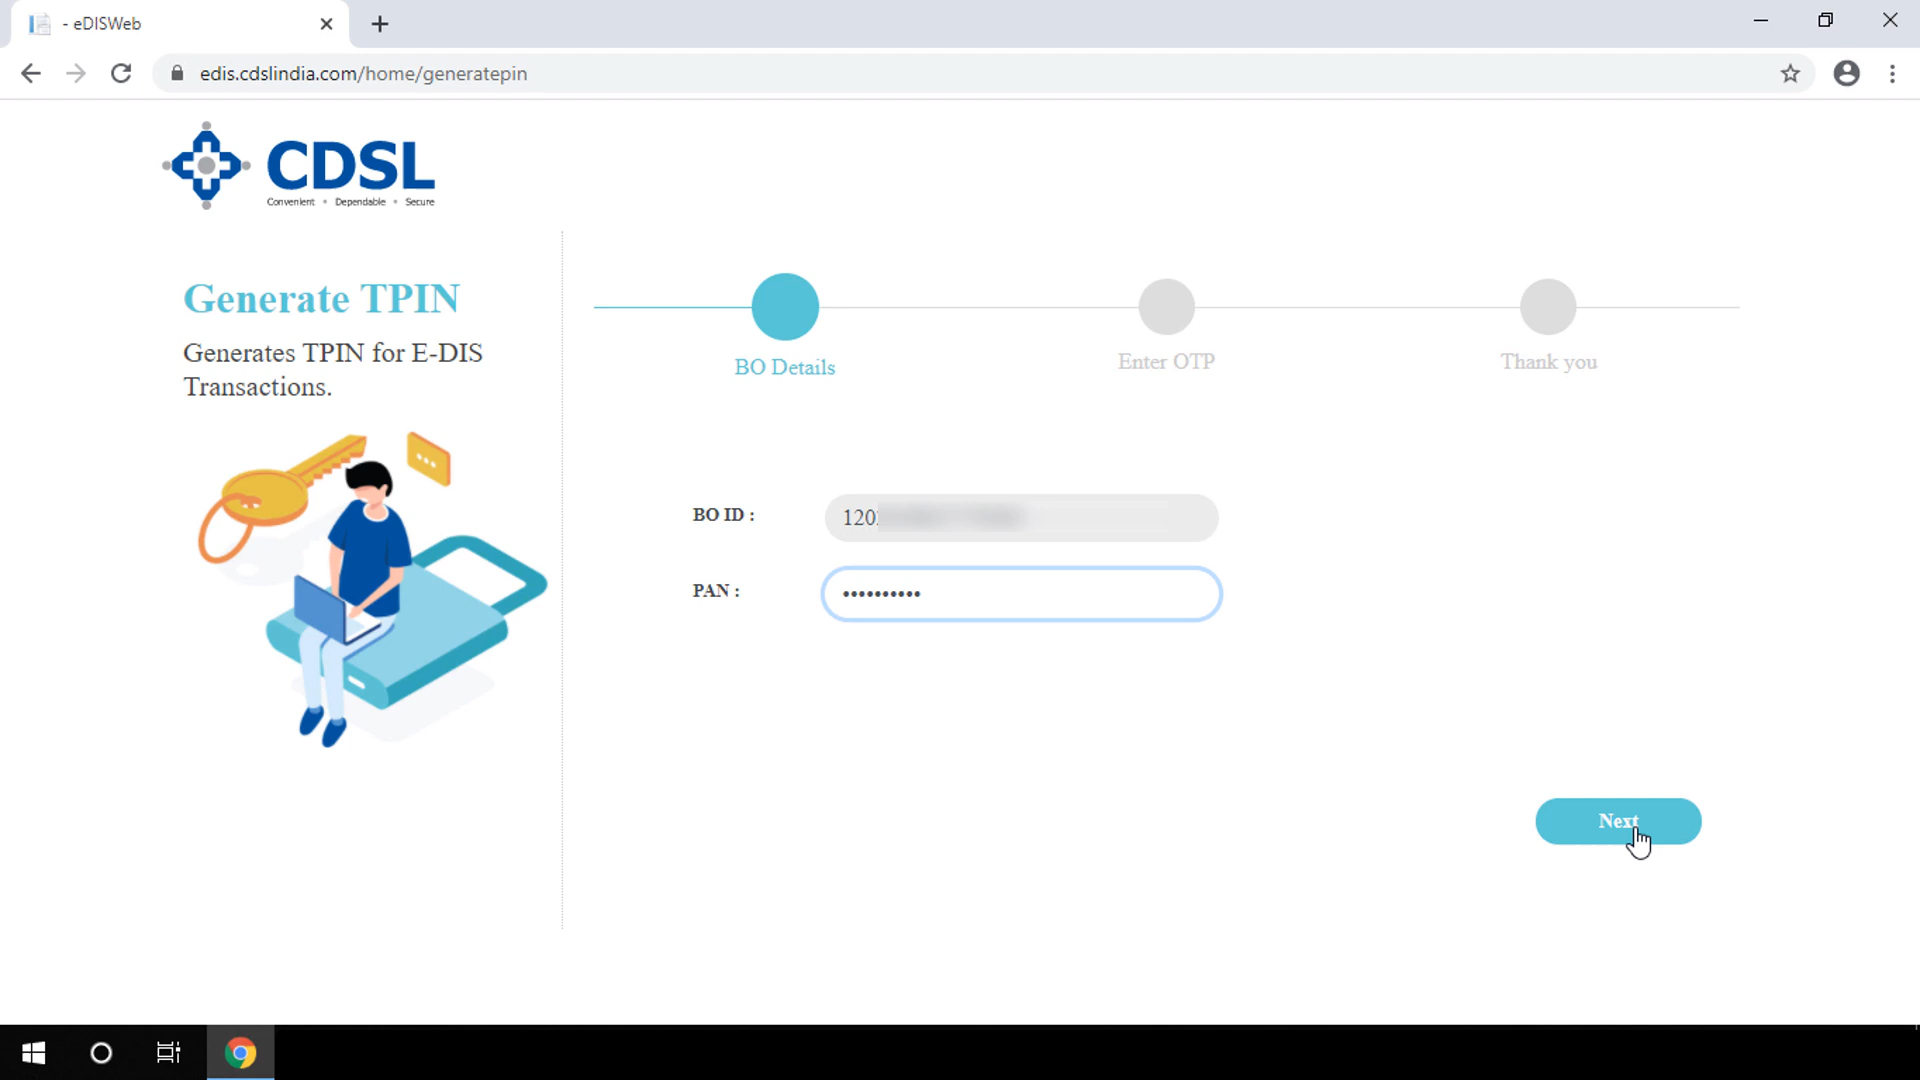 - eDISWeb
edis.cdslindia.com/home/generatepin
CDSL
Convenient • Dependable • Secure
Generate TPIN
Generates TPIN for E-DIS
Transactions.
BO Details
Enter OTP
Thank you
BO ID :
120
PAN :
••••••••••
Next